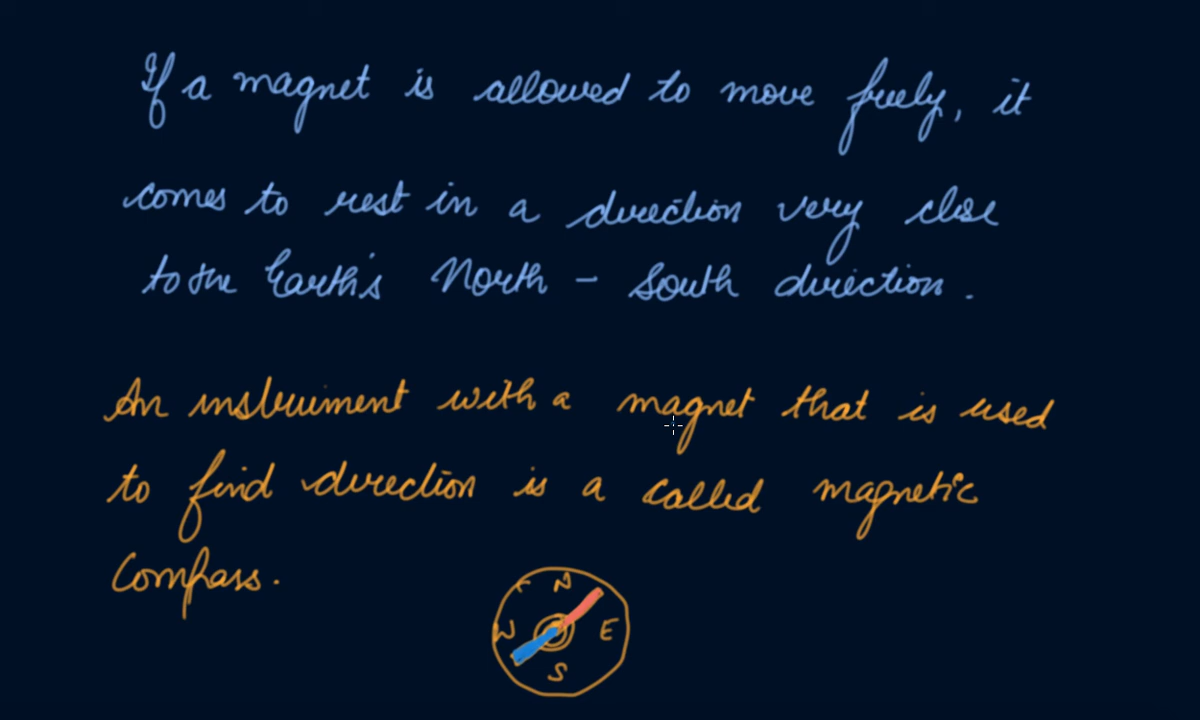 If a magnet is allowed to move freely, it
comes to rest in a direction very close
to the Earth's North - South direction.
An instrument with a magnet that is used
to find direction is a called magnetic
Compass.
N
W E
S